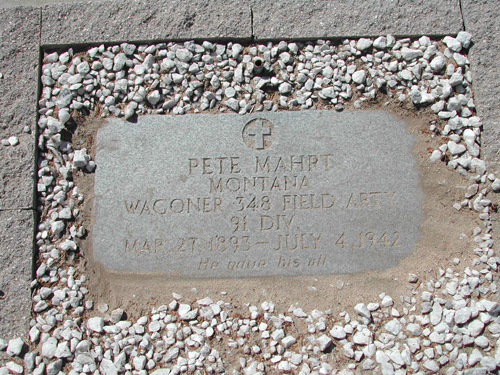 PETE MAHRT
MONTANA
WAGONER 348 FIELD ARTY
91 DIV.
MAR. 27, 1893 — JULY 4, 1942
He gave his all